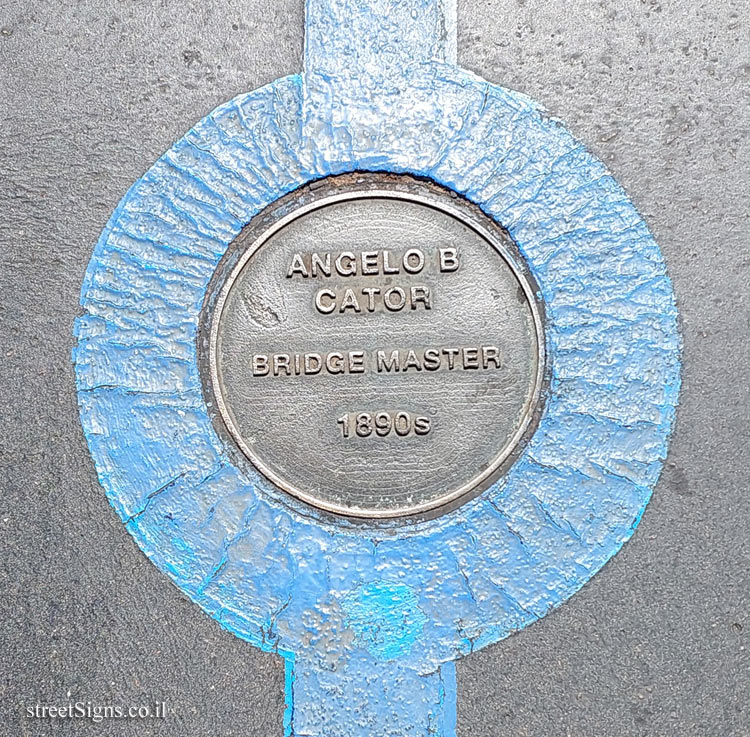 ANGELO B
CATOR
BRIDGE MASTER
1890s
streetSigns.co.il